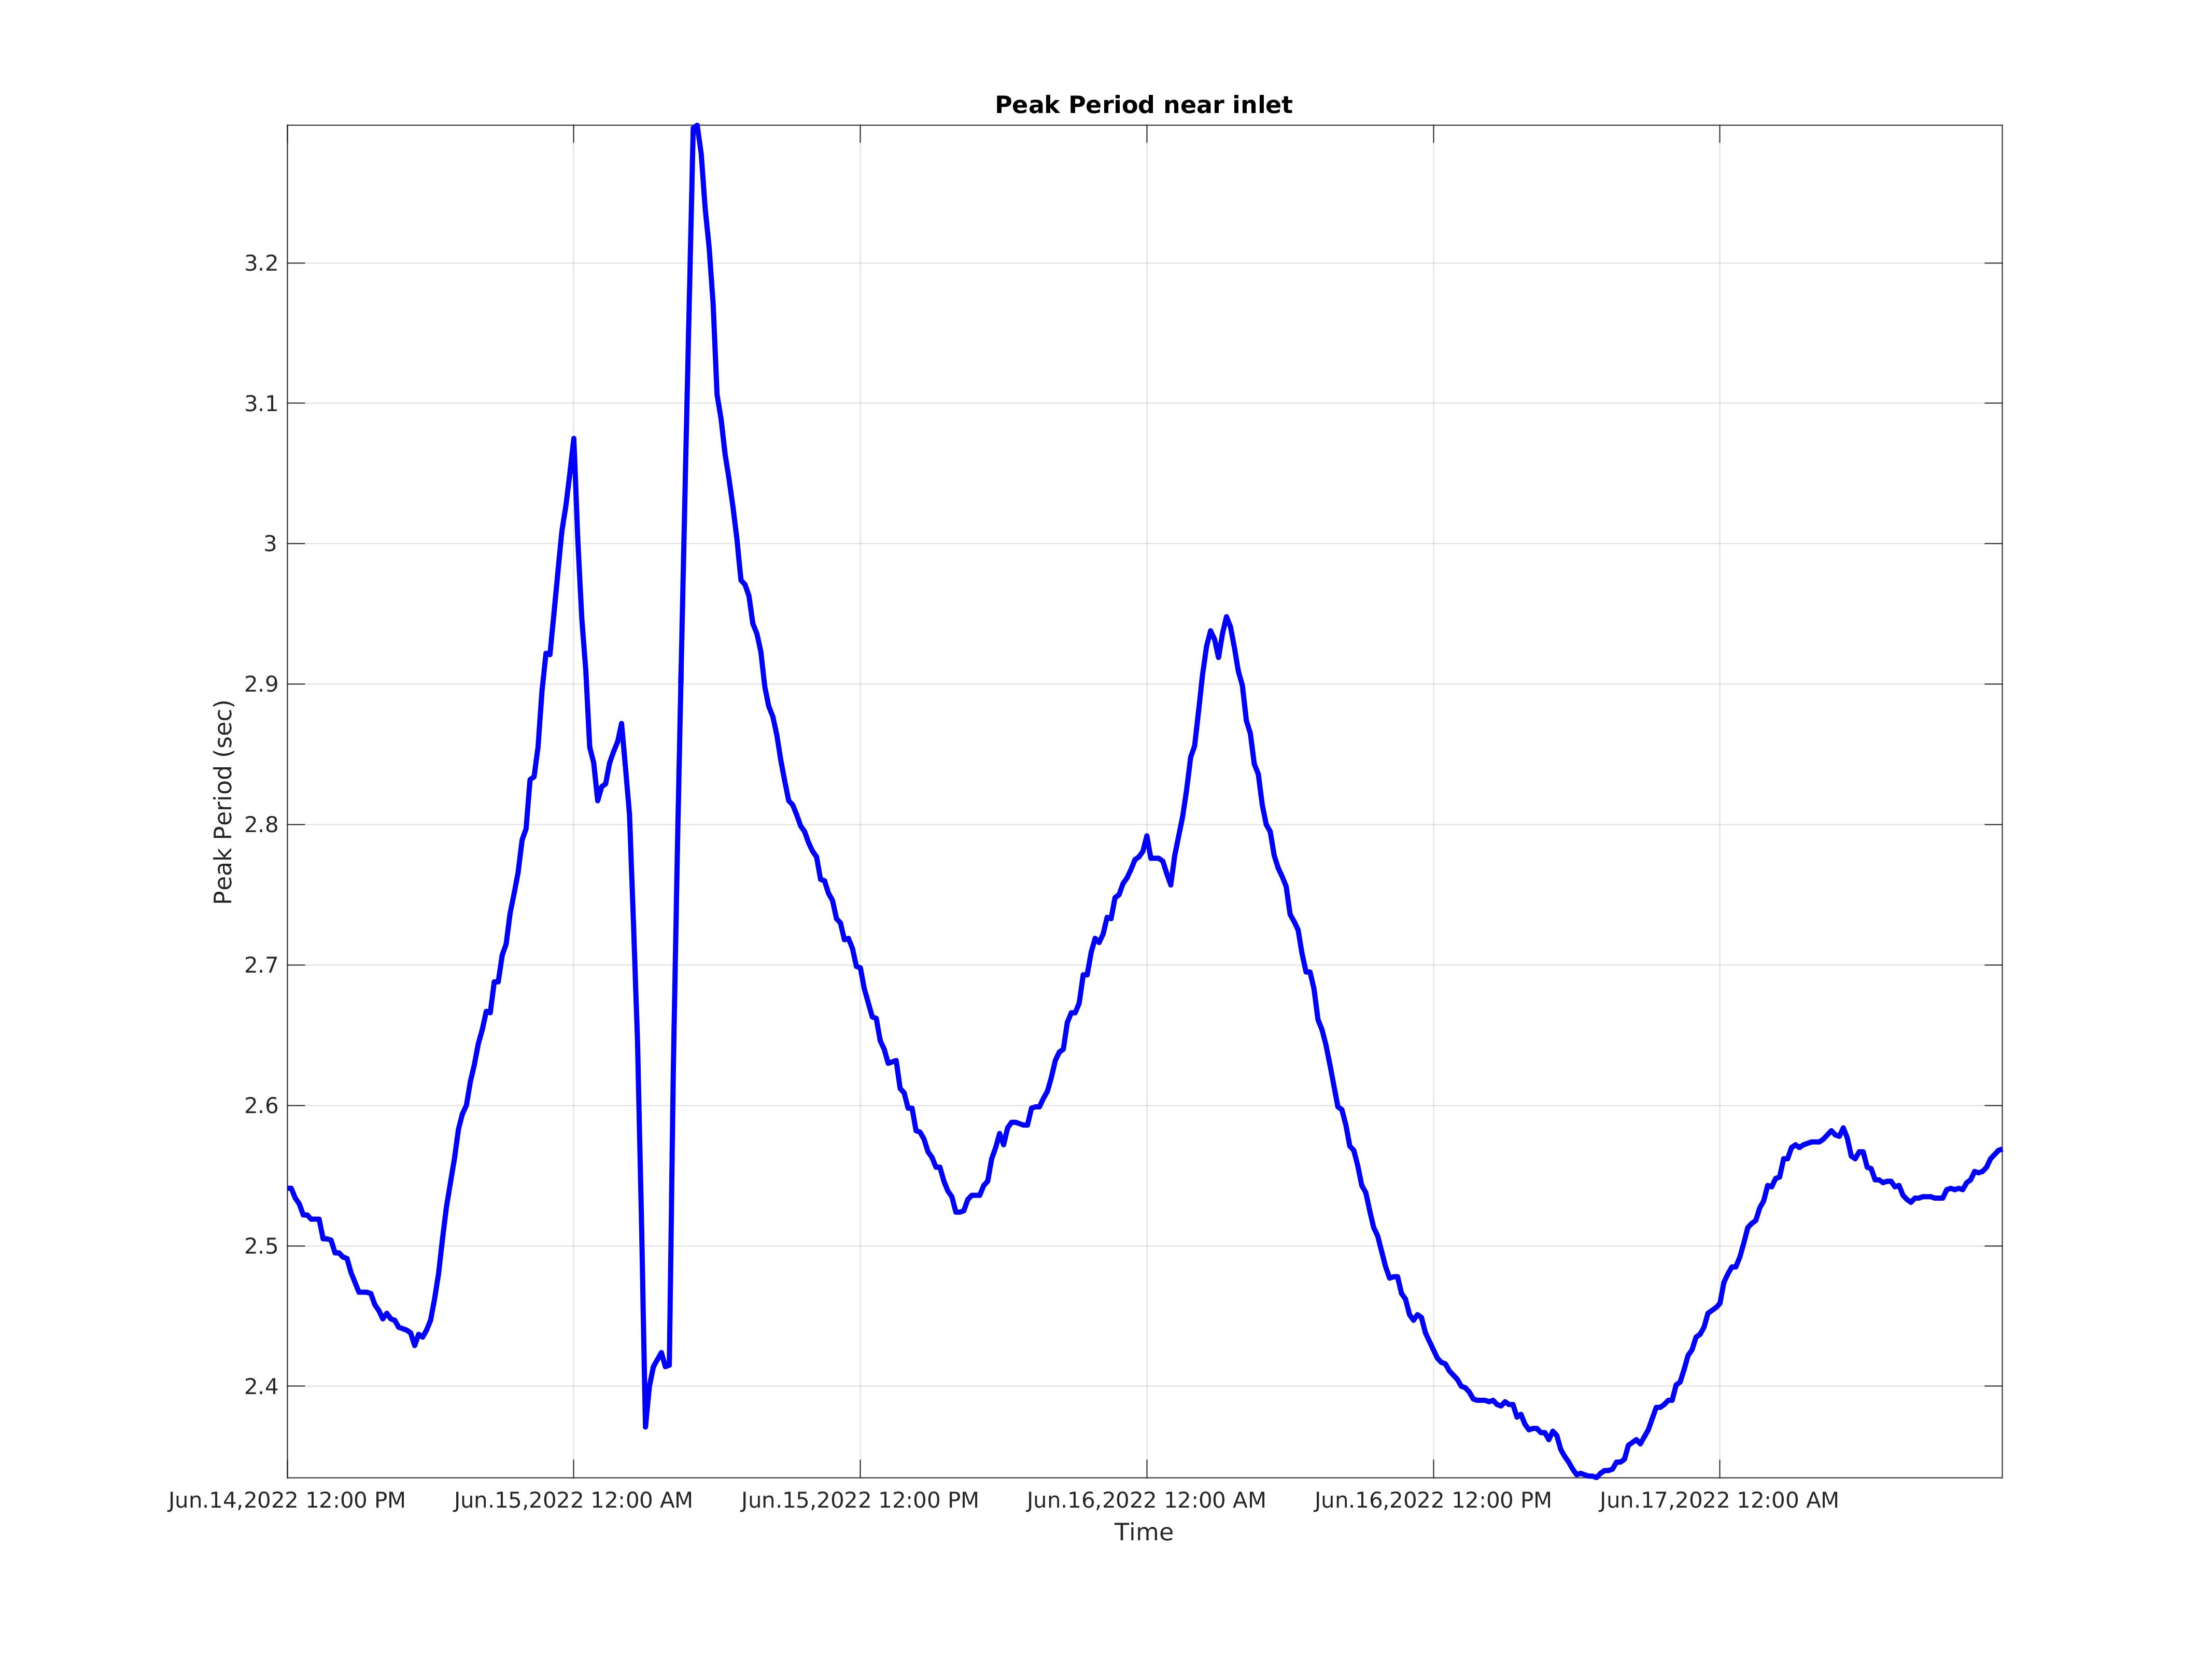 Peak Period near inlet
3.2
3.1
3
2.9
2.8
2.7
2.6
2.5
2.4
Peak Period (sec)
Jun.14,2022 12:00 PM
Jun.15,2022 12:00 AM
Jun.15,2022 12:00 PM
Jun.16,2022 12:00 AM
Jun.16,2022 12:00 PM
Jun.17,2022 12:00 AM
Time